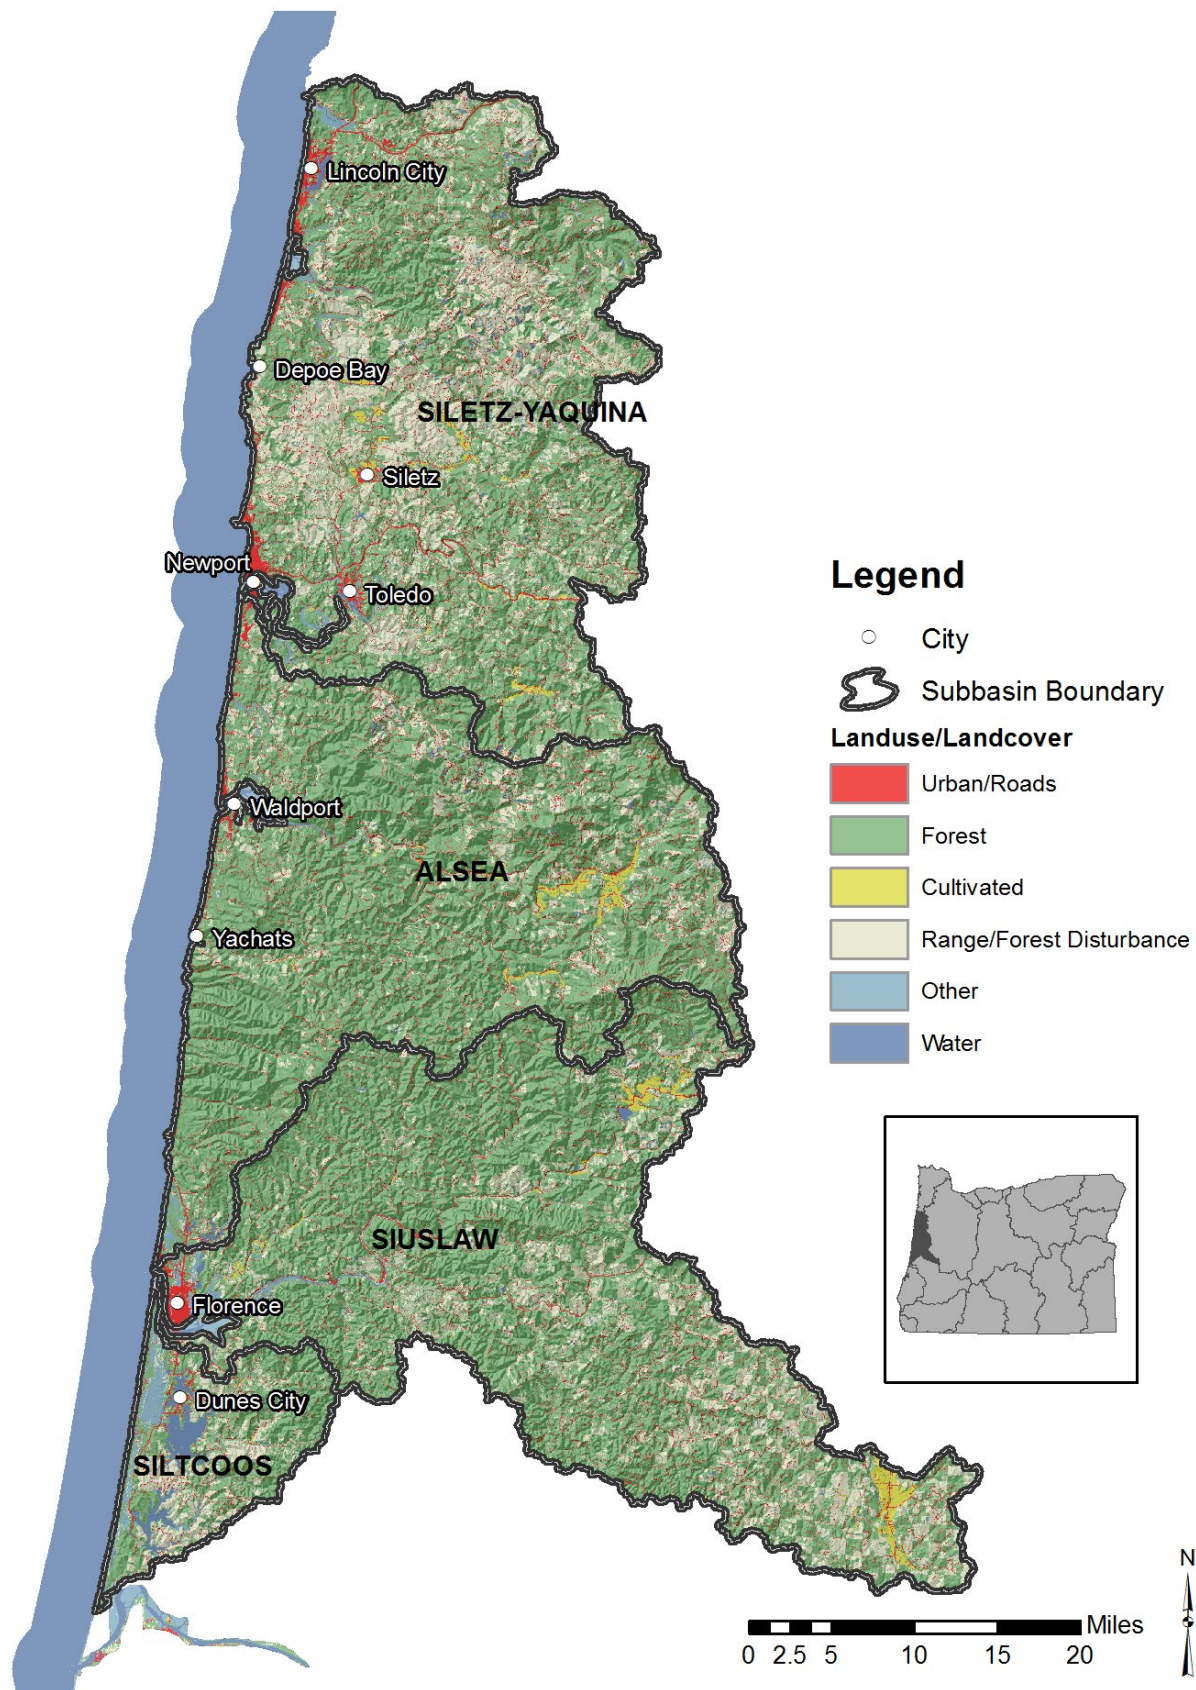 Lincoln City
Depoe Bay
SILETZ-YAQUINA
Siletz
Newport
Toledo
Waldport
ALSEA
Yachats
SIUSLAW
Florence
Dunes City
SILTCOOS
Legend
City
Subbasin Boundary
Landuse/Landcover
Urban/Roads
Forest
Cultivated
Range/Forest Disturbance
Other
Water
N
Miles
0 2.5 5 10 15 20